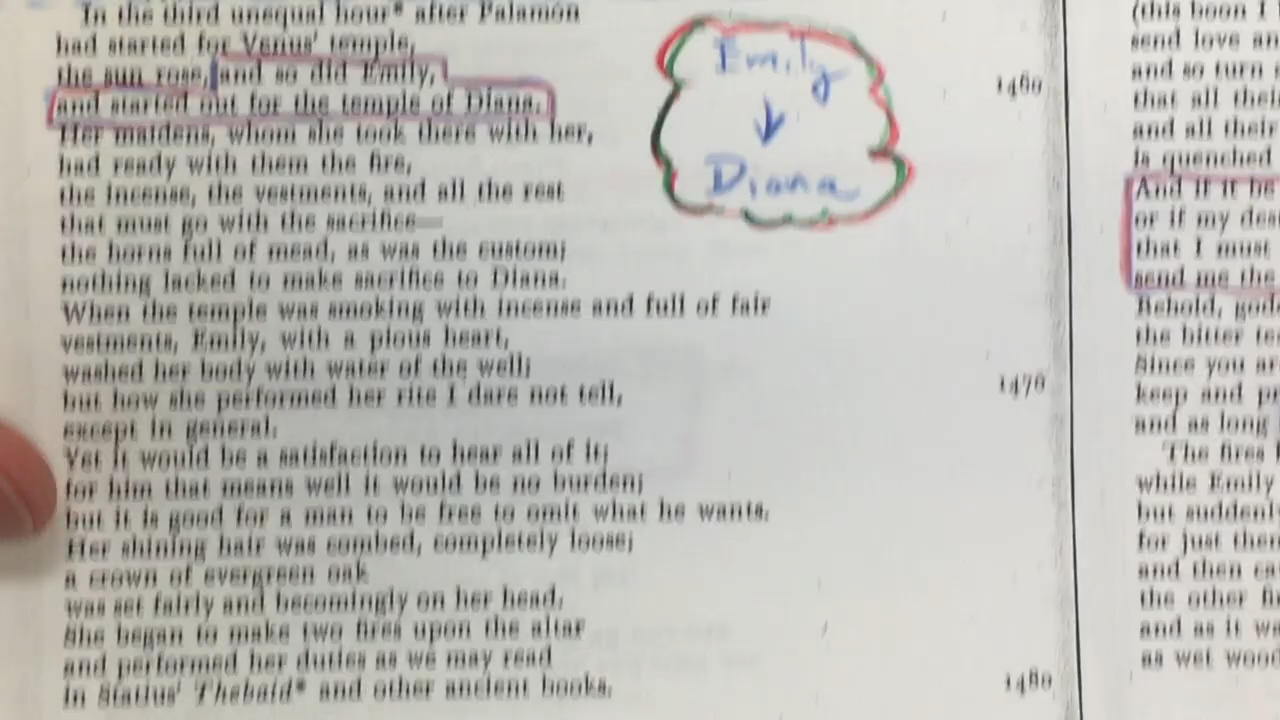 In the third unequal hour* after Palamon
had started for Venus' temple,
the sun rose, and so did Emily,
and started out for the temple of Diana.
Her maidens, whom she took there with her,
had ready with them the fire,
the incense, the vestments, and all the rest
that must go with the sacrifice—
the horns full of mead, as was the custom;
nothing lacked to make sacrifice to Diana.
When the temple was smoking with incense and full of fair
vestments, Emily, with a pious heart,
washed her body with water of the well;
but how she performed her rite I dare not tell,
except in general.
Yet it would be a satisfaction to hear all of it;
for him that means well it would be no burden;
but it is good for a man to be free to omit what he wants.
Her shining hair was combed, completely loose;
a crown of evergreen oak
was set fairly and becomingly on her head.
She began to make two fires upon the altar
and performed her duties as we may read
in Statius' Thebaid* and other ancient books.
Emily
↓
Diana
1460
1470
1480
(this boon I
send love an
and so turn
that all thei
and all their
is quenched
And if it be
or if my des
that I must
send me the
Behold, god
the bitter te
Since you ar
keep and pr
and as long
The fires
while Emily
but suddenl
for just then
and then ca
the other fi
and as it wa
as wet wood